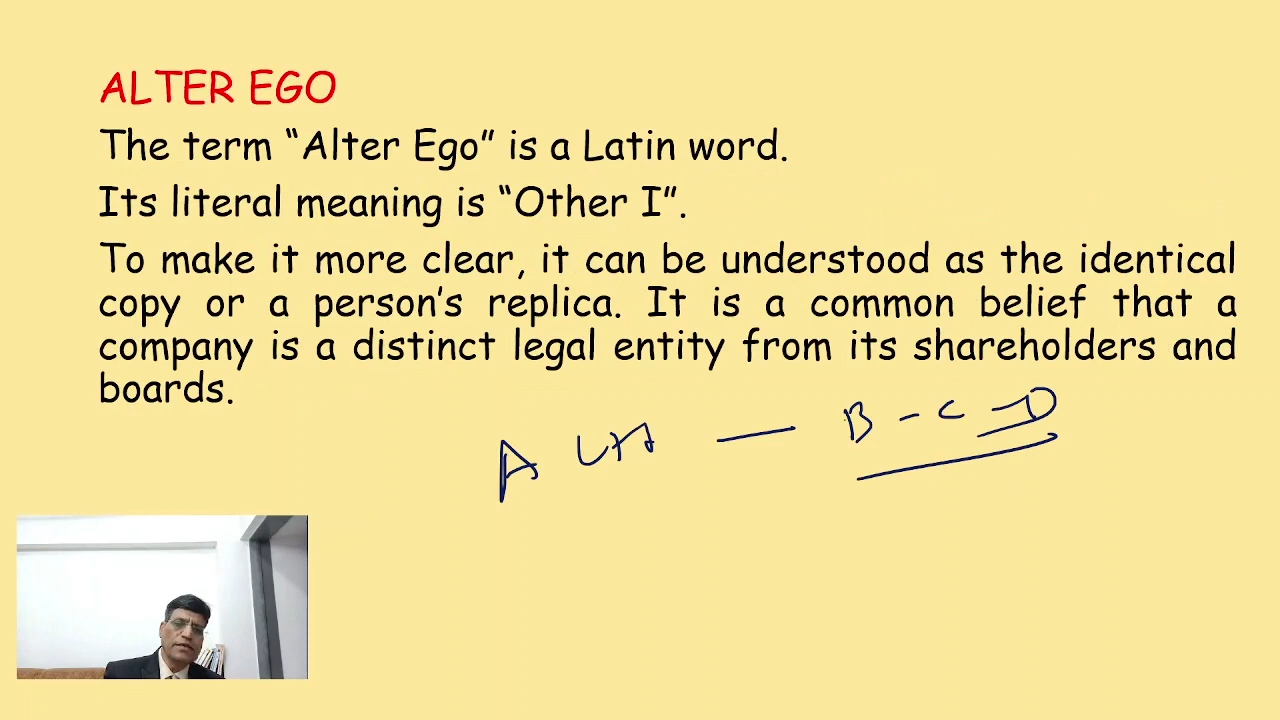 ALTER EGO
The term “Alter Ego” is a Latin word.
Its literal meaning is “Other I”.
To make it more clear, it can be understood as the identical
copy or a person’s replica. It is a common belief that a
company is a distinct legal entity from its shareholders and
boards.
A Ltd — B - C - D